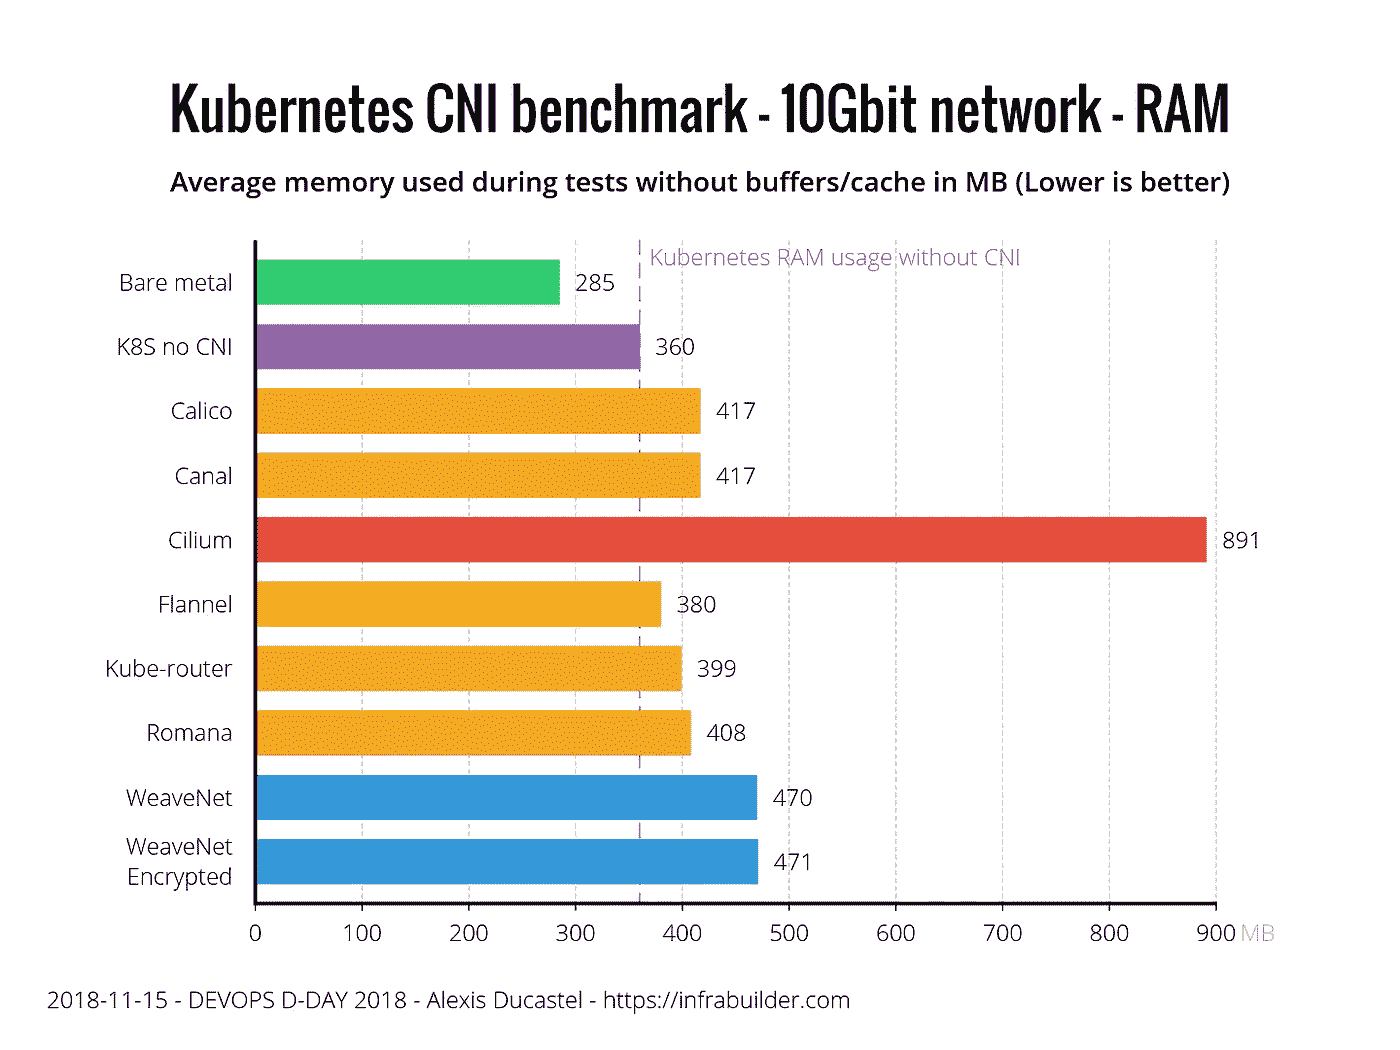 Kubernetes CNI benchmark - 10Gbit network - RAM
Average memory used during tests without buffers/cache in MB (Lower is better)
Kubernetes RAM usage without CNI
Bare metal 285
K8S no CNI 360
Calico 417
Canal 417
Cilium 891
Flannel 380
Kube-router 399
Romana 408
WeaveNet 470
WeaveNet
Encrypted 471
0 100 200 300 400 500 600 700 800 900 MB
2018-11-15 - DEVOPS D-DAY 2018 - Alexis Ducastel - https://infrabuilder.com